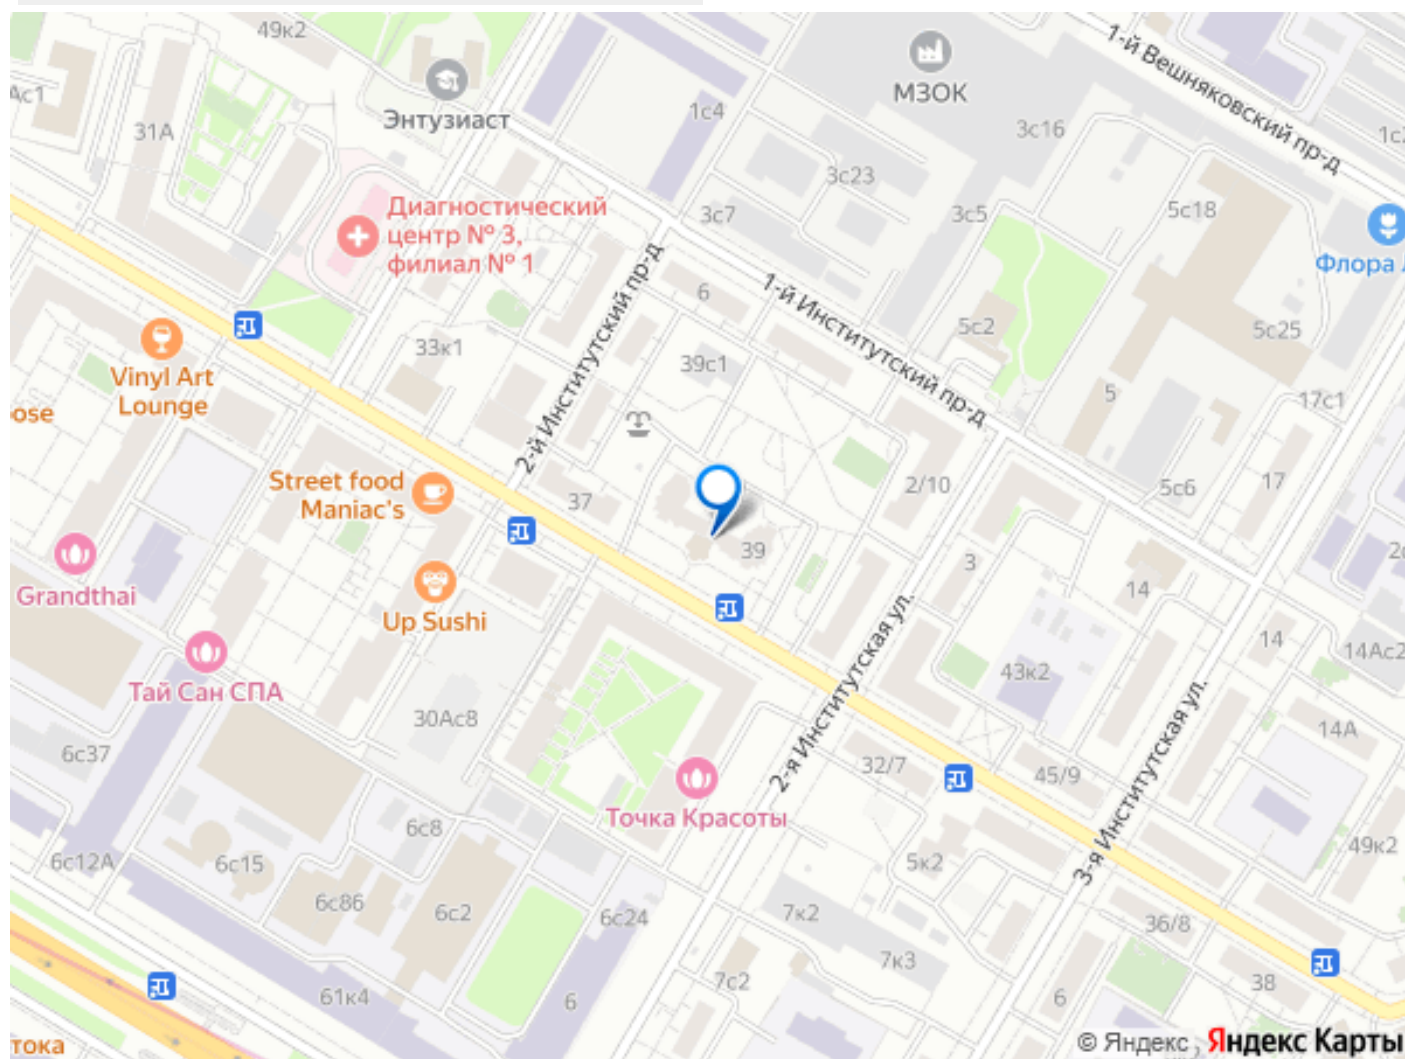 49к2
1-й Вешняковский пр-д
Ас1
Энтузиаст
МЗОК
31А
1с4
3с16
3с23
Диагностический
центр № 3,
филиал № 1
3с7
3с5
5с18
Флора
6
1-й Институтский пр-д
2-й Институтский пр-д
5с2
5с25
33к1
39с1
Vinyl Art
Lounge
ose
5
17с1
Street food
Maniac's
37
2/10
5с6
17
39
3
Grandthai
14
Up Sushi
2-я Институтская ул.
14
14Ас2
Тай Сан СПА
43к2
3-я Институтская ул.
30Ас8
14А
6с37
32/7
45/9
Точка Красоты
6с8
49к2
6с12А
6с15
5к2
6с86
6с2
6с24
7к2
36/8
7к3
7с2
38
61к4
6
6
тока
© Яндекс , Яндекс Карты